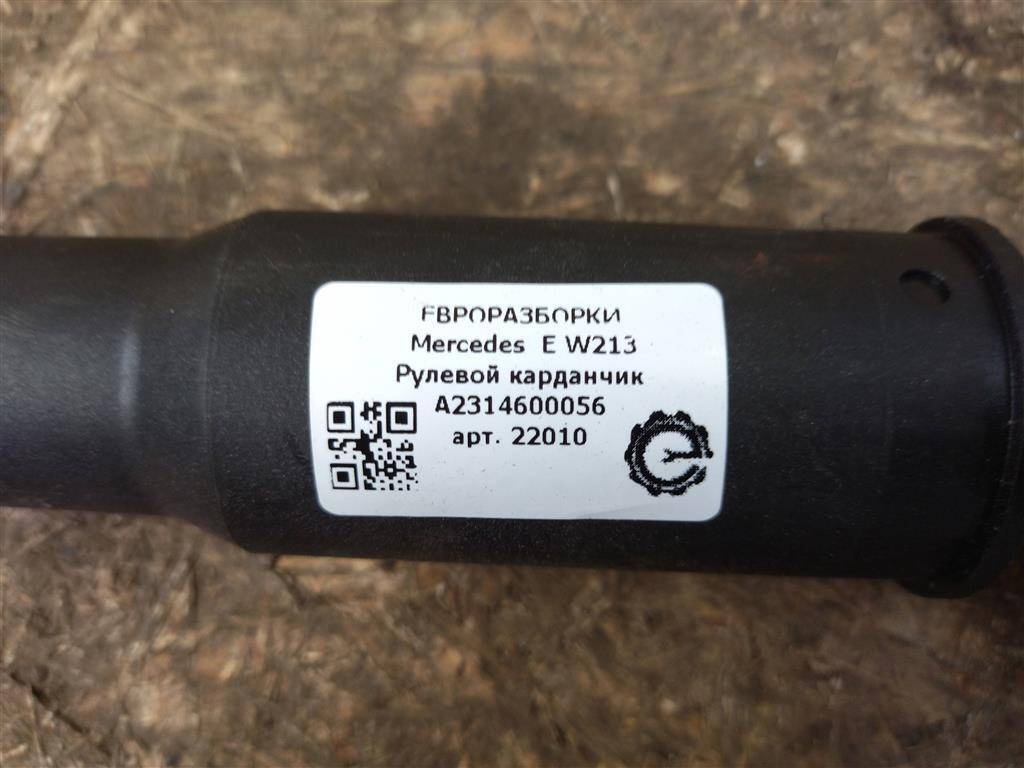 ЕВРОРАЗБОРКИ
Mercedes E W213
Рулевой карданчик
A2314600056
арт. 22010